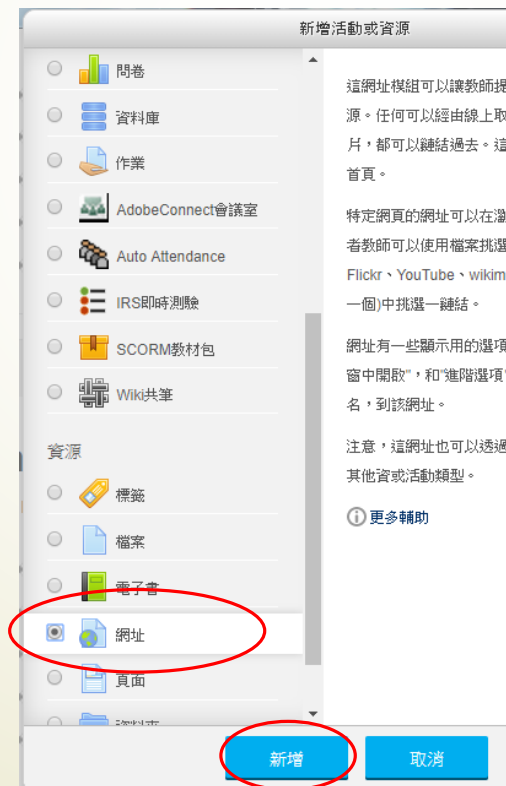 新增活動或資源
問卷
資料庫
作業
AdobeConnect會議室
Auto Attendance
IRS即時測驗
SCORM教材包
Wiki共筆
資源
標籤
檔案
電子書
網址
頁面
資料夾
這網址模組可以讓教師提
源。任何可以經由線上取
片，都可以鏈結過去。這
首頁。
特定網頁的網址可以在瀏
者教師可以使用檔案挑選
Flickr、YouTube、wikim
一個)中挑選一鏈結。
網址有一些顯示用的選項
窗中開啟"，和"進階選項"
名，到該網址。
注意，這網址也可以透過
其他資或活動類型。
更多輔助
新增
取消